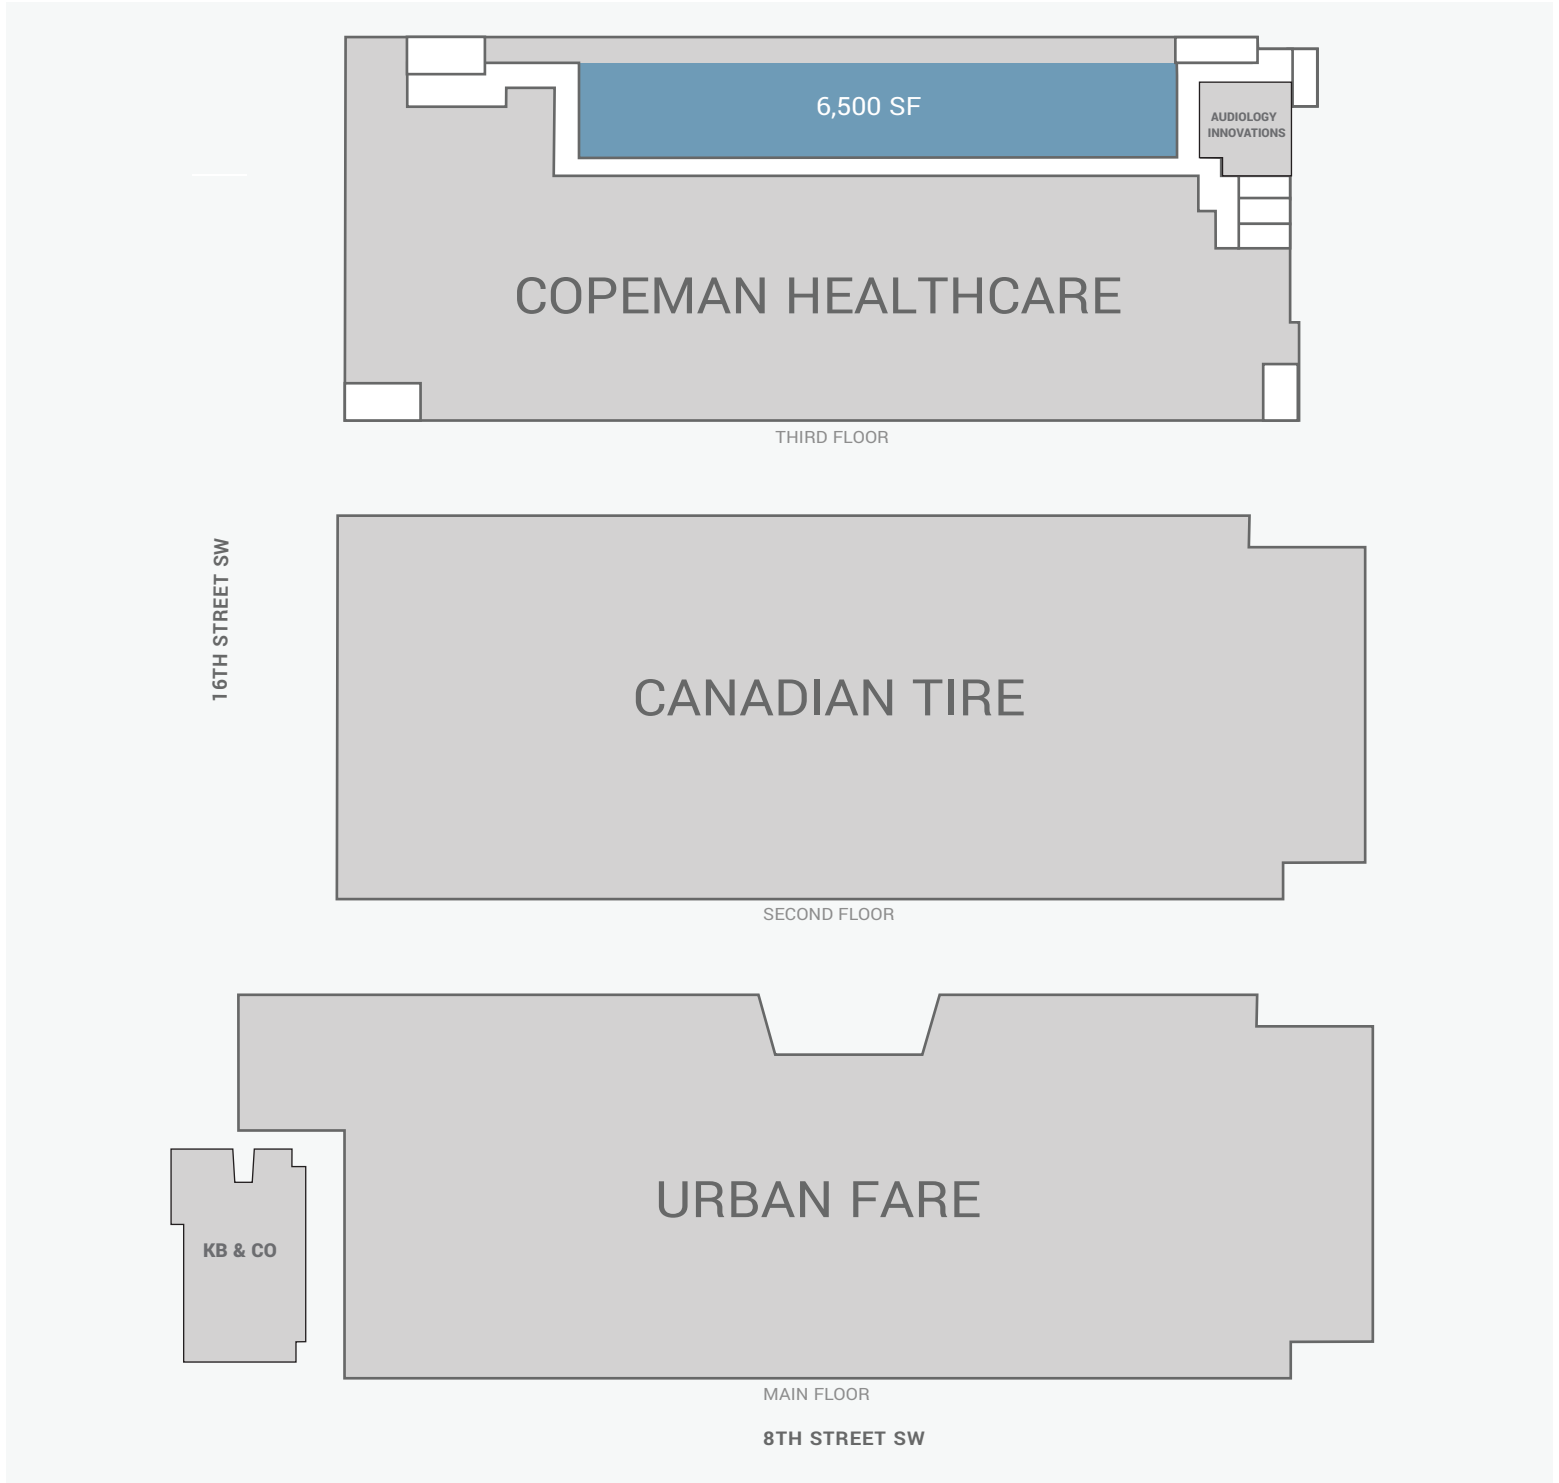 6,500 SF
AUDIOLOGY
INNOVATIONS
COPEMAN HEALTHCARE
THIRD FLOOR
16TH STREET SW
CANADIAN TIRE
SECOND FLOOR
URBAN FARE
KB & CO
MAIN FLOOR
8TH STREET SW